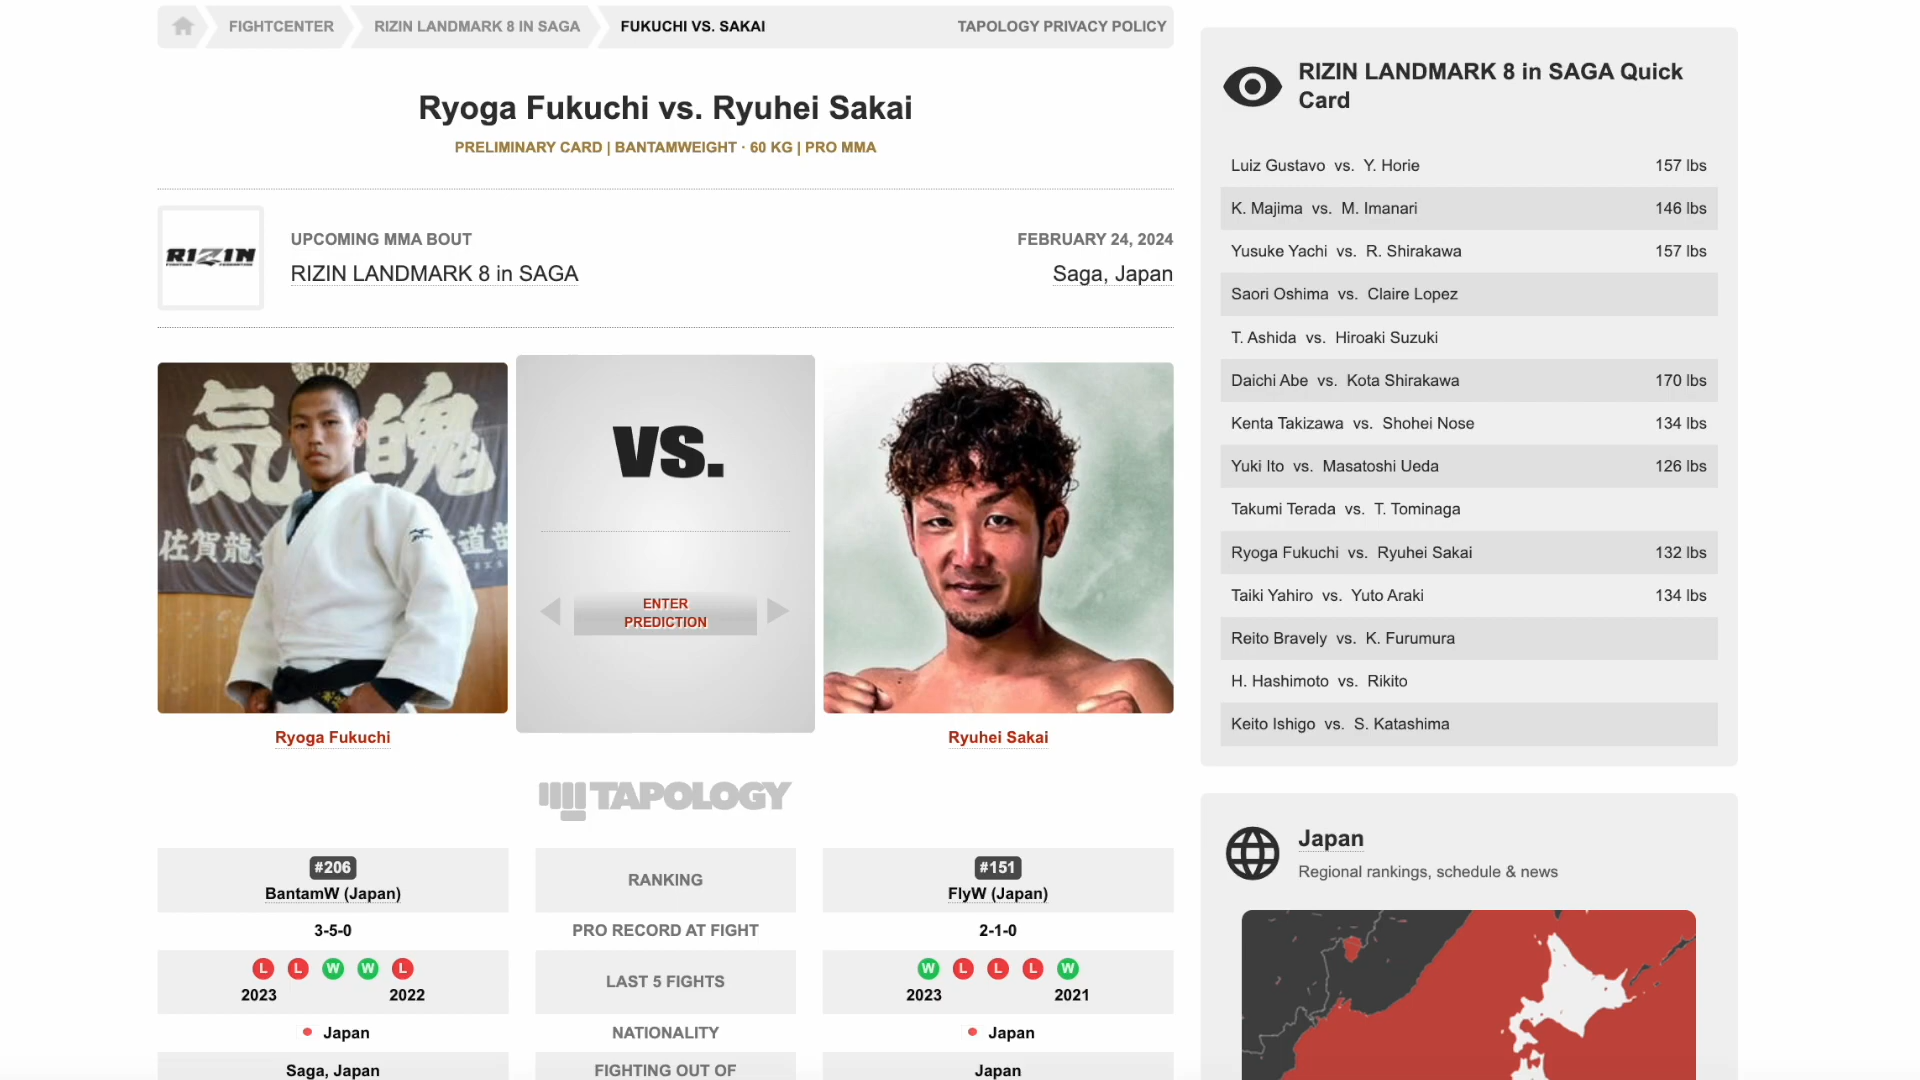 FIGHTCENTER
RIZIN LANDMARK 8 IN SAGA
FUKUCHI VS. SAKAI
TAPOLOGY PRIVACY POLICY
Ryoga Fukuchi vs. Ryuhei Sakai
PRELIMINARY CARD | BANTAMWEIGHT · 60 KG | PRO MMA
RIZIN
UPCOMING MMA BOUT
FEBRUARY 24, 2024
RIZIN LANDMARK 8 in SAGA
Saga, Japan
気魄
佐賀龍
道部
VS.
ENTER
PREDICTION
Ryoga Fukuchi
Ryuhei Sakai
TAPOLOGY
#206
BantamW (Japan)
RANKING
#151
FlyW (Japan)
3-5-0
PRO RECORD AT FIGHT
2-1-0
L L W W L
2023 2022
LAST 5 FIGHTS
W L L L W
2023 2021
Japan
NATIONALITY
Japan
Saga, Japan
FIGHTING OUT OF
Japan
RIZIN LANDMARK 8 in SAGA Quick
Card
Luiz Gustavo vs. Y. Horie 157 lbs
K. Majima vs. M. Imanari 146 lbs
Yusuke Yachi vs. R. Shirakawa 157 lbs
Saori Oshima vs. Claire Lopez
T. Ashida vs. Hiroaki Suzuki
Daichi Abe vs. Kota Shirakawa 170 lbs
Kenta Takizawa vs. Shohei Nose 134 lbs
Yuki Ito vs. Masatoshi Ueda 126 lbs
Takumi Terada vs. T. Tominaga
Ryoga Fukuchi vs. Ryuhei Sakai 132 lbs
Taiki Yahiro vs. Yuto Araki 134 lbs
Reito Bravely vs. K. Furumura
H. Hashimoto vs. Rikito
Keito Ishigo vs. S. Katashima
Japan
Regional rankings, schedule & news